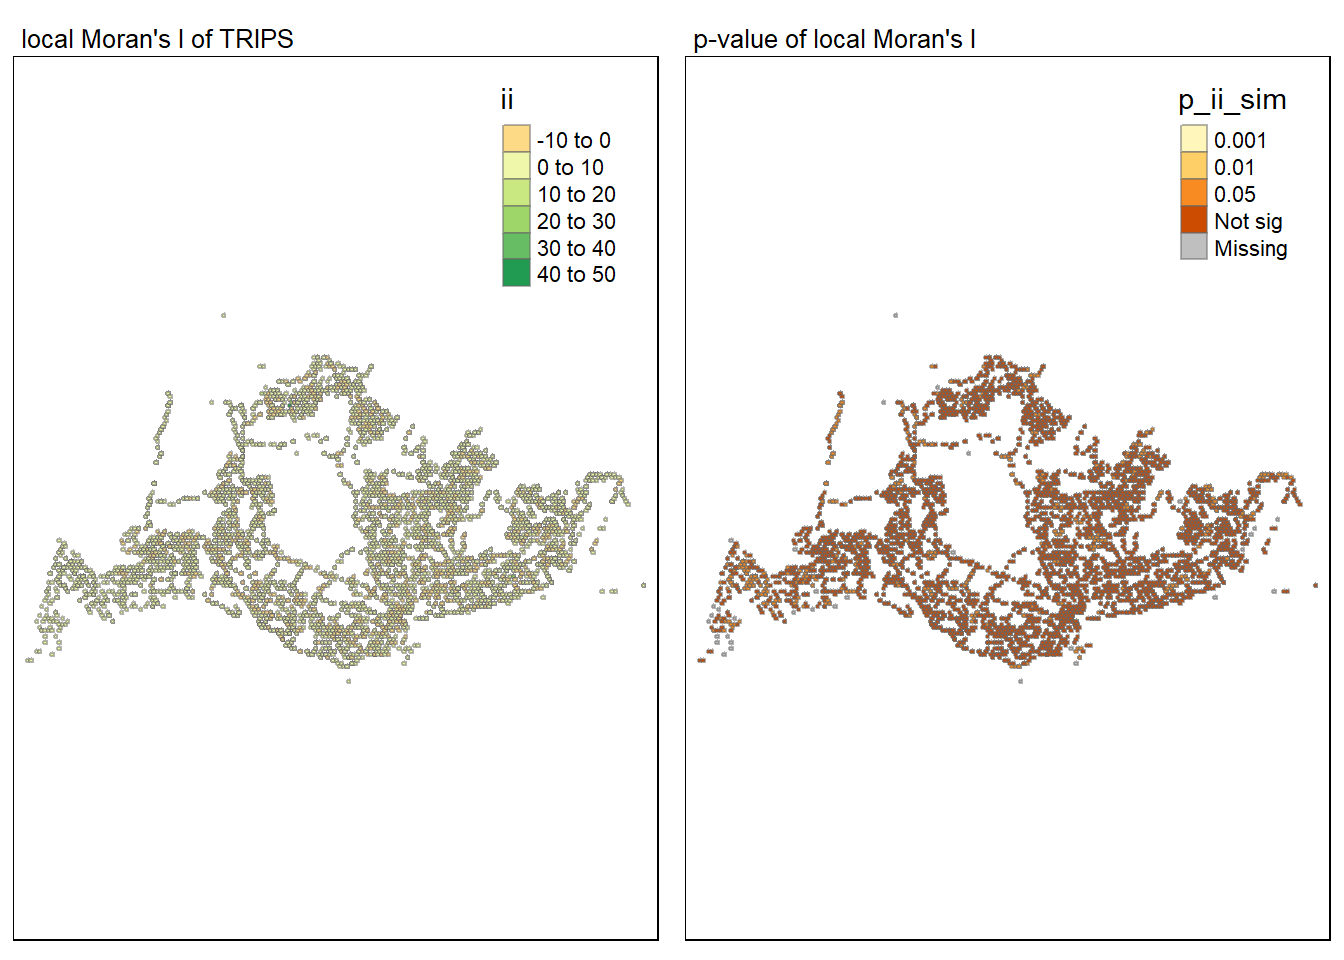 local Moran's I of TRIPS
ii
-10 to 0
0 to 10
10 to 20
20 to 30
30 to 40
40 to 50
p-value of local Moran's I
p_ii_sim
0.001
0.01
0.05
Not sig
Missing